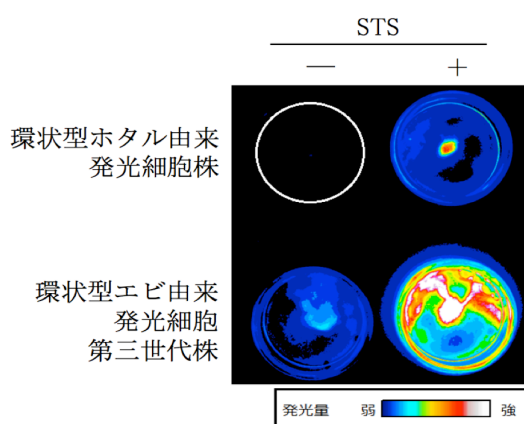 STS
— +
環状型ホタル由来
発光細胞株
環状型エビ由来
発光細胞
第三世代株
発光量 弱 強